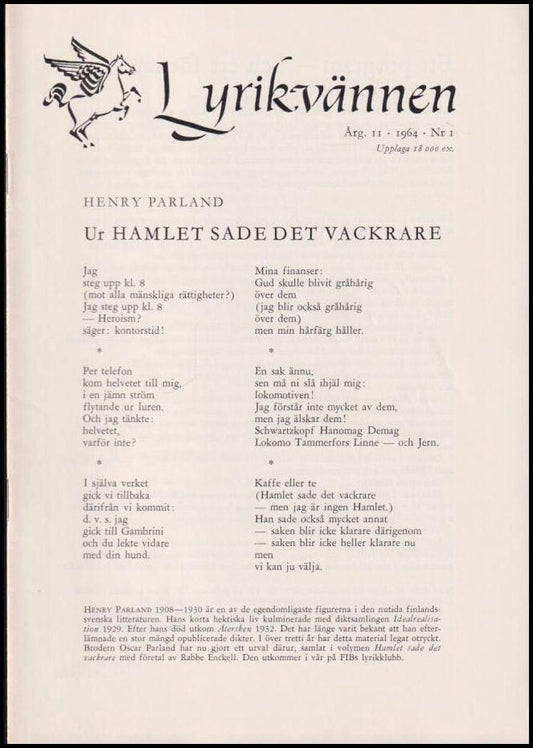 Lyrikvännen
Årg. 11 · 1964 · Nr 1
Upplaga 18 000 ex.
HENRY PARLAND
Ur HAMLET SADE DET VACKRARE
Jag
steg upp kl. 8
(mot alla mänskliga rättigheter?)
Jag steg upp kl. 8
— Heroism?
säger: kontorstid!
*
Per telefon
kom helvetet till mig,
i en jämn ström
flytande ur luren.
Och jag tänkte:
helvetet,
varför inte?
*
I själva verket
gick vi tillbaka
därifrån vi kommit:
d. v. s. jag
gick till Gambrini
och du lekte vidare
med din hund.
Mina finanser:
Gud skulle blivit gråhårig
över dem
(jag blir också gråhårig
över dem)
men min hårfärg håller.
*
En sak ännu,
sen må ni slå ihjäl mig:
lokomotiven!
Jag förstår inte mycket av dem,
men jag älskar dem!
Schwartzkopf Hanomag Demag
Lokomo Tammerfors Linne — och Jern.
*
Kaffe eller te
(Hamlet sade det vackrare
— men jag är ingen Hamlet.)
Han sade också mycket annat
— saken blir icke klarare därigenom
— saken blir icke heller klarare nu
men
vi kan ju välja.
HENRY PARLAND 1908—1930 är en av de egendomligaste figurerna i den nutida finlands-
svenska litteraturen. Hans korta hektiska liv kulminerade med diktsamlingen Idealrealisa-
tion 1929. Efter hans död utkom Återsken 1932. Det har länge varit bekant att han efter-
lämnade en stor mängd opublicerade dikter. I över tretti år har detta material legat otryckt.
Brodern Oscar Parland har nu gjort ett urval därur, samlat i volymen Hamlet sade det
vackrare med företal av Rabbe Enckell. Den utkommer i vår på FIBs lyrikklubb.